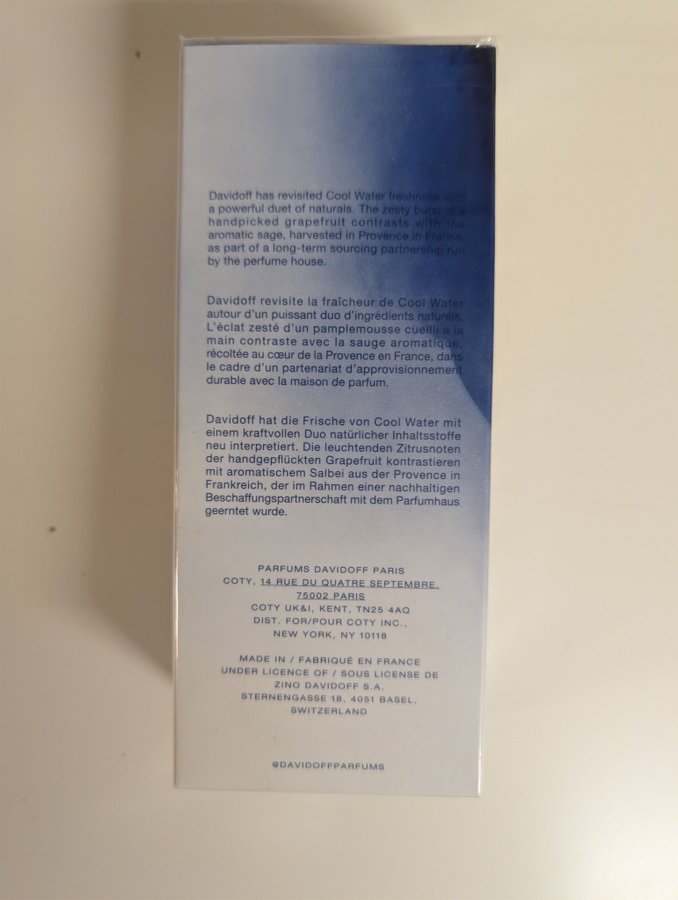 Davidoff has revisited Cool Water freshness with
a powerful duet of naturals. The zesty burst of a
handpicked grapefruit contrasts with the
aromatic sage, harvested in Provence in France,
as part of a long-term sourcing partnership run
by the perfume house.
Davidoff revisite la fraîcheur de Cool Water
autour d'un puissant duo d'ingrédients naturels.
L'éclat zesté d'un pamplemousse cueilli à la
main contraste avec la sauge aromatique,
récoltée au cœur de la Provence en France, dans
le cadre d'un partenariat d'approvisionnement
durable avec la maison de parfum.
Davidoff hat die Frische von Cool Water mit
einem kraftvollen Duo natürlicher Inhaltsstoffe
neu interpretiert. Die leuchtenden Zitrusnoten
der handgepflückten Grapefruit kontrastieren
mit aromatischem Salbei aus der Provence in
Frankreich, der im Rahmen einer nachhaltigen
Beschaffungspartnerschaft mit dem Parfumhaus
geerntet wurde.
PARFUMS DAVIDOFF PARIS
COTY, 14 RUE DU QUATRE SEPTEMBRE,
75002 PARIS
COTY UK&I, KENT, TN25 4AQ
DIST. FOR/POUR COTY INC.,
NEW YORK, NY 10118
MADE IN / FABRIQUÉ EN FRANCE
UNDER LICENCE OF / SOUS LICENSE DE
ZINO DAVIDOFF S.A.
STERNENGASSE 18, 4051 BASEL,
SWITZERLAND
@DAVIDOFFPARFUMS